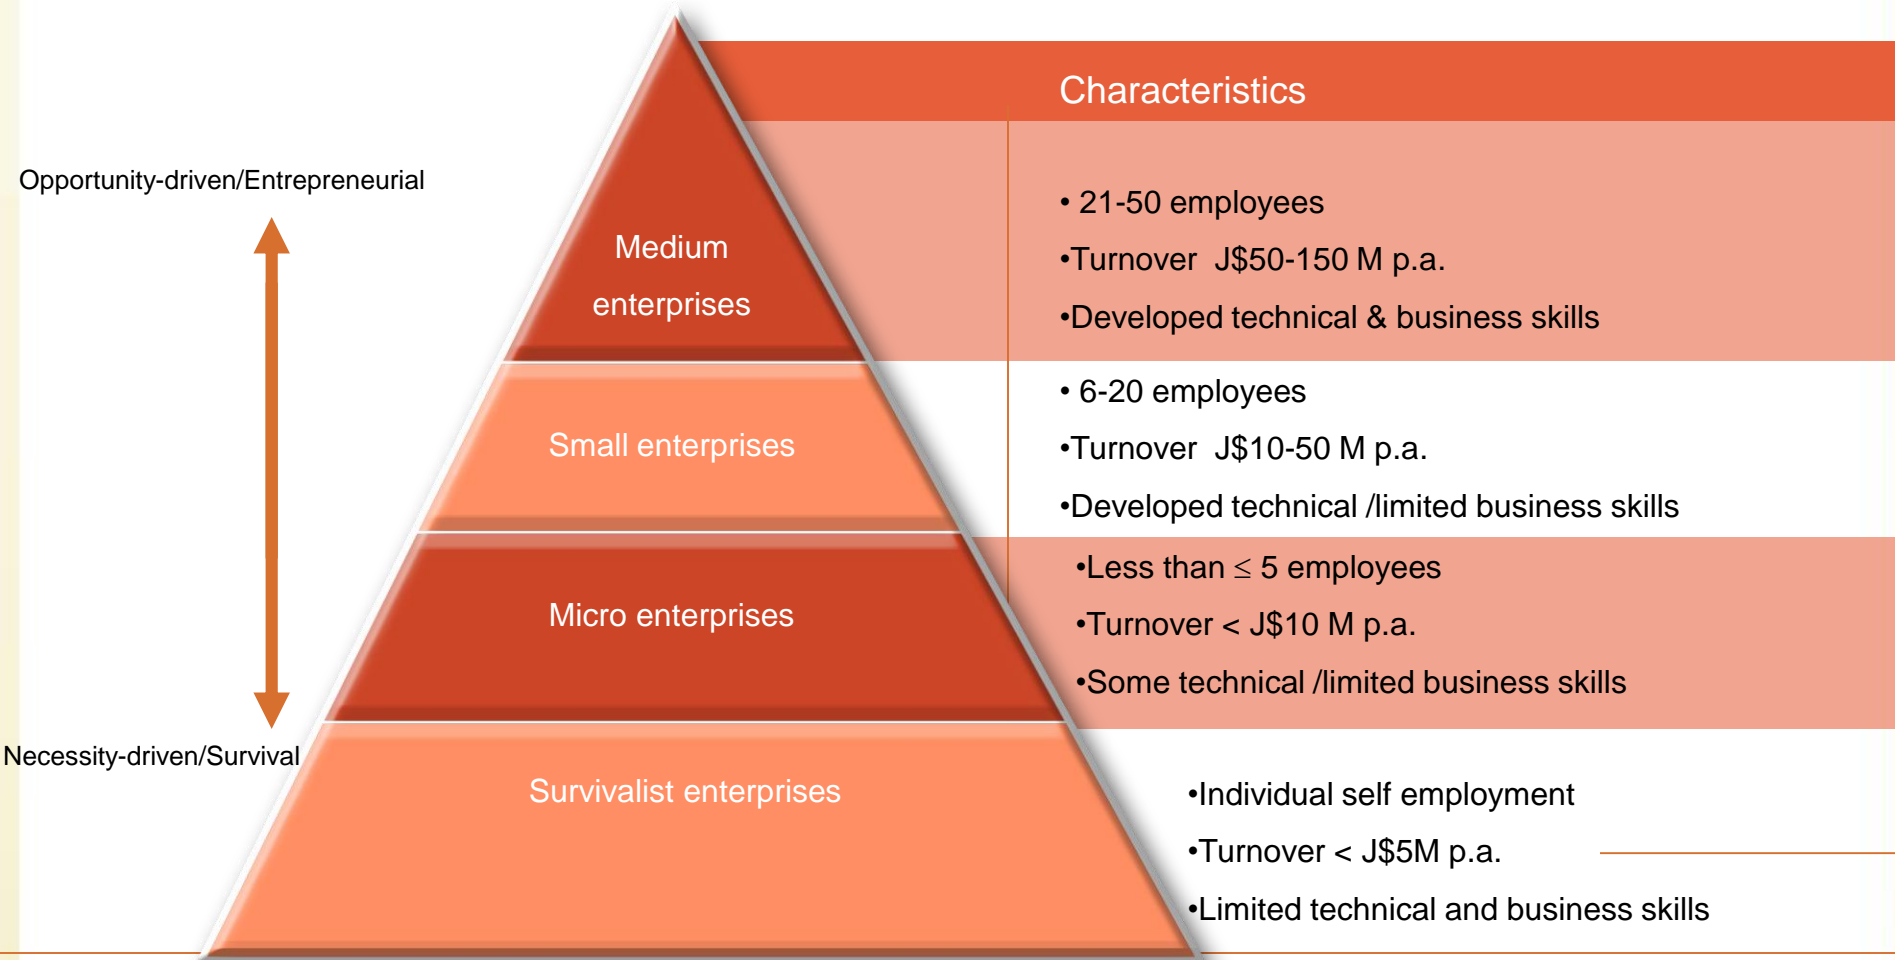 Characteristics
Opportunity-driven/Entrepreneurial
Medium
enterprises
• 21-50 employees
•Turnover  J$50-150 M p.a.
•Developed technical & business skills
Small enterprises
• 6-20 employees
•Turnover  J$10-50 M p.a.
•Developed technical /limited business skills
Micro enterprises
•Less than ≤ 5 employees
•Turnover < J$10 M p.a.
•Some technical /limited business skills
Necessity-driven/Survival
Survivalist enterprises
•Individual self employment
•Turnover < J$5M p.a.
•Limited technical and business skills